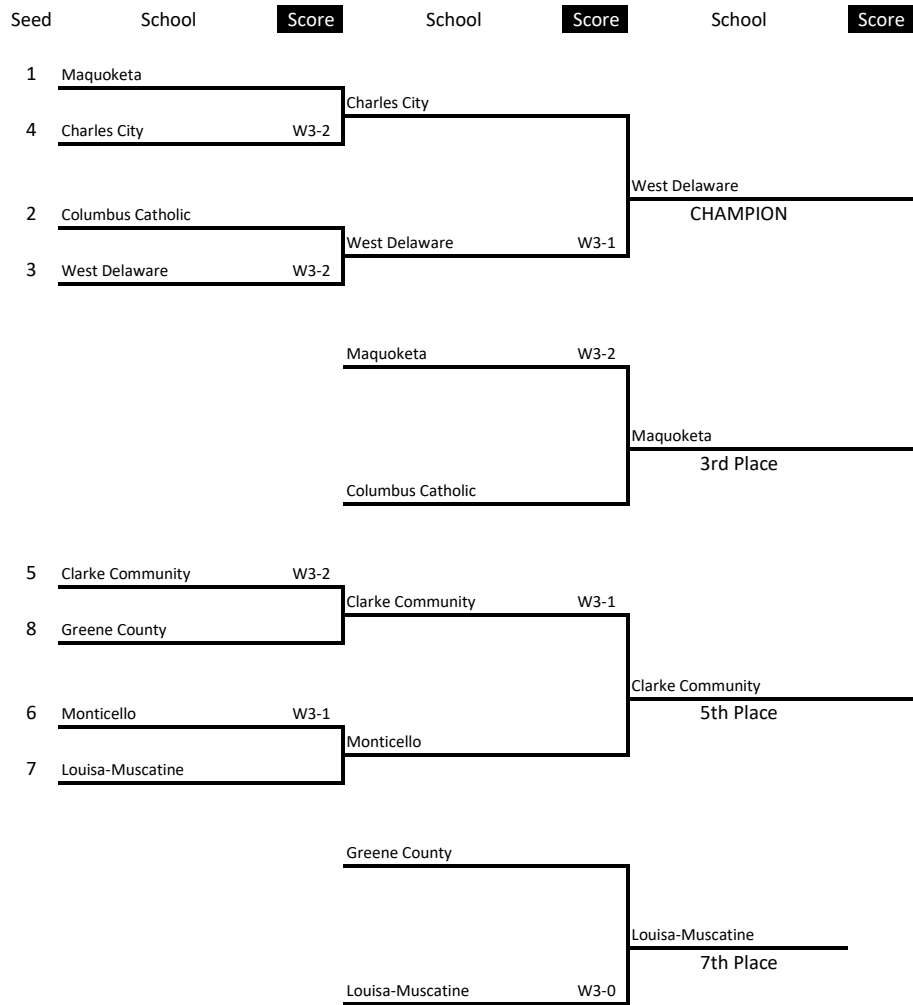 Seed School Score School Score School Score
1 Maquoketa
Charles City
4 Charles City W3-2
West Delaware
2 Columbus Catholic CHAMPION
West Delaware W3-1
3 West Delaware W3-2
Maquoketa W3-2
Maquoketa
3rd Place
Columbus Catholic
5 Clarke Community W3-2
Clarke Community W3-1
8 Greene County
Clarke Community
6 Monticello W3-1 5th Place
Monticello
7 Louisa-Muscatine
Greene County
Louisa-Muscatine
7th Place
Louisa-Muscatine W3-0